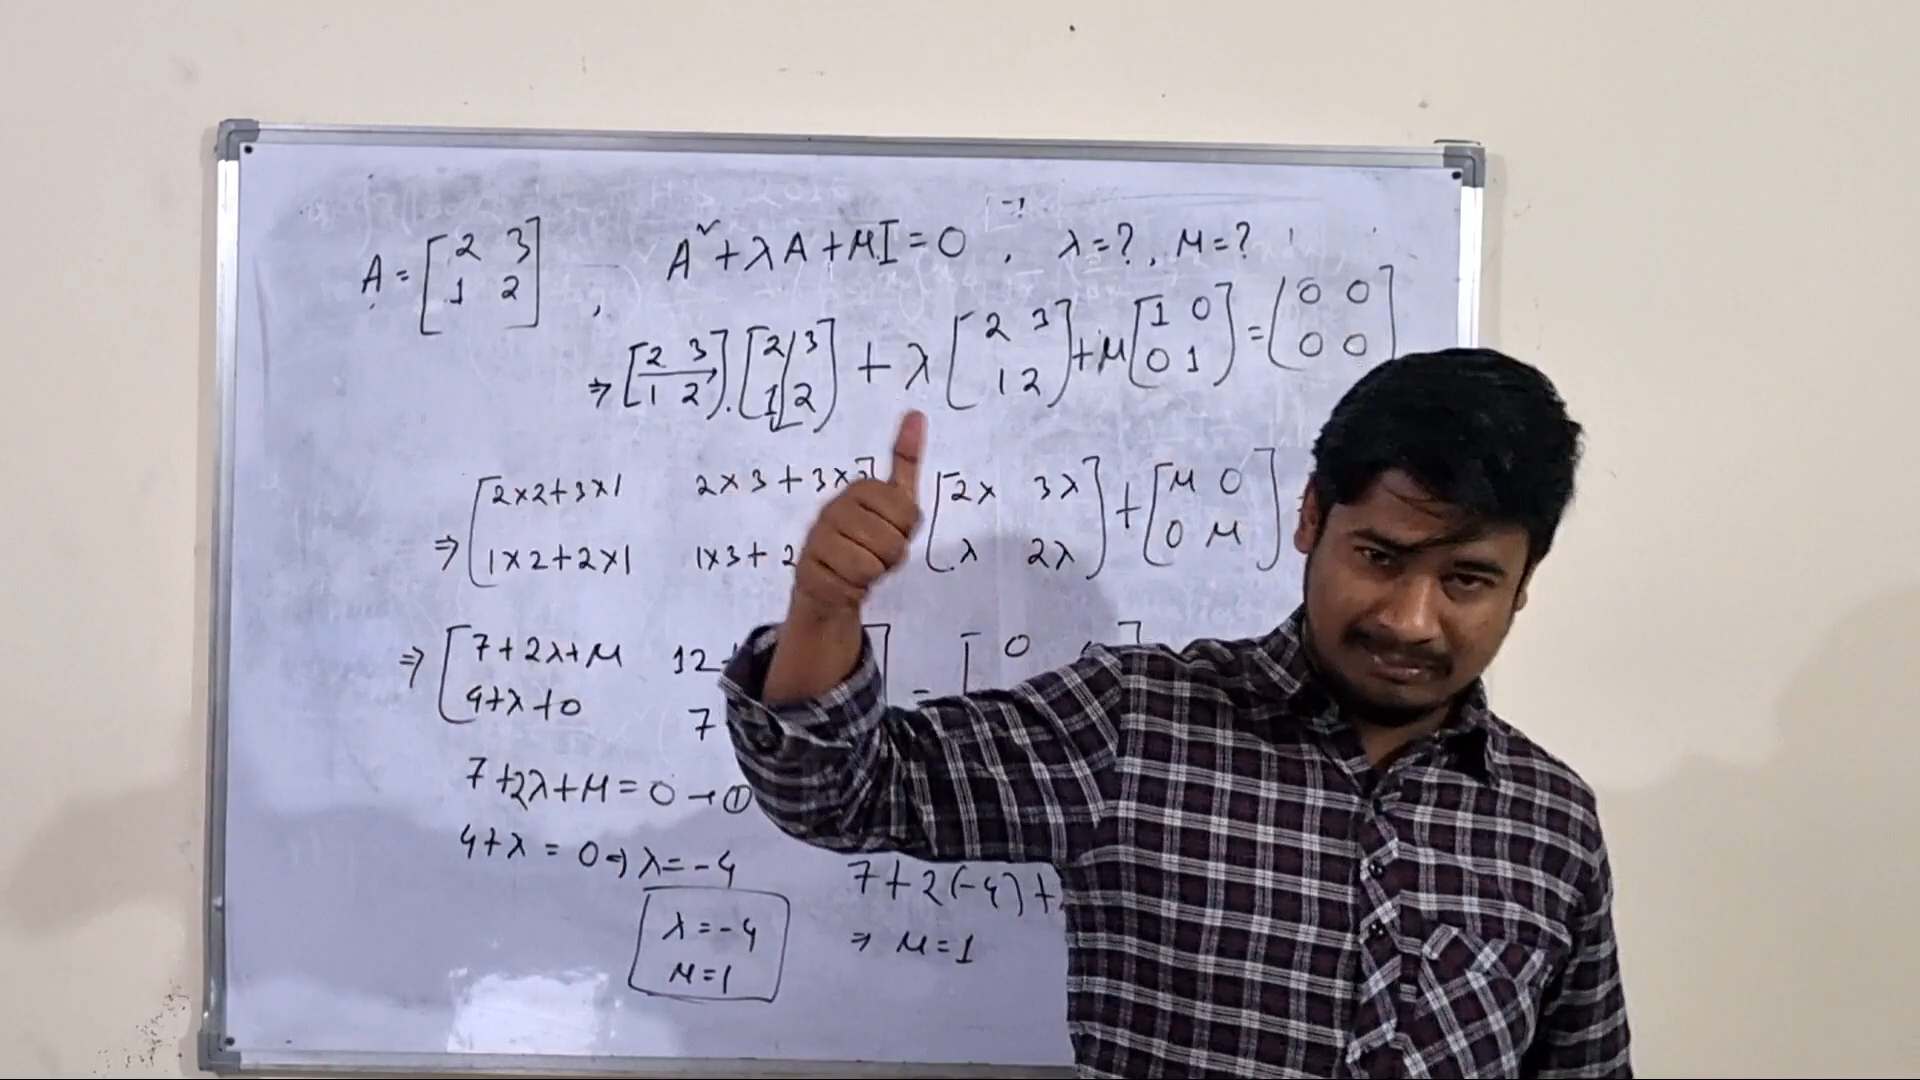 A = [2 3 1 2] , A² + λA + μI = 0 , λ = ? , μ = ?
⇒ [2 3 1 2] . [2 3 1 2] + λ [2 3 1 2] + μ [1 0 0 1] = [0 0 0 0]
⇒ [2×2+3×1 2×3+3× 1×2+2×1 1×3+2 [2λ 3λ λ 2λ] + [μ 0 0 μ]
⇒ [7+2λ+μ 12 4+λ+0 7 = [0
7+2λ+μ = 0 → ①
4+λ = 0 ⇒ λ = -4 7+2(-4)+
λ = -4 ⇒ μ = 1
μ = 1